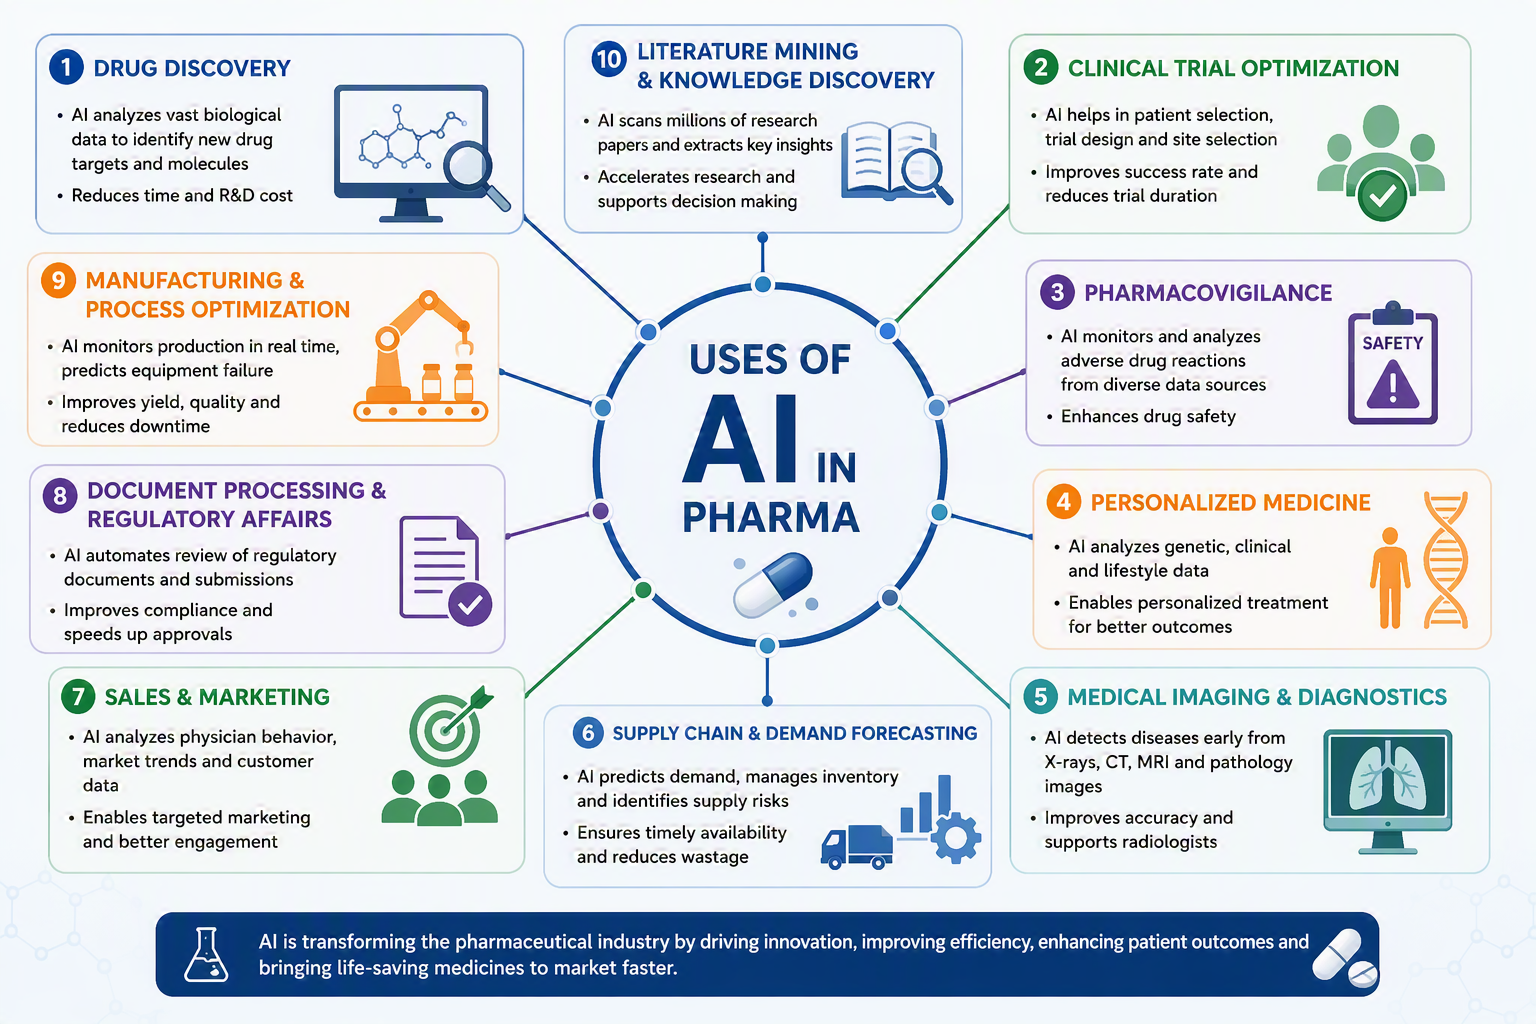 USES OF
AI IN
PHARMA
1 DRUG DISCOVERY
• AI analyzes vast biological
data to identify new drug
targets and molecules
• Reduces time and R&D cost
2 CLINICAL TRIAL OPTIMIZATION
• AI helps in patient selection,
trial design and site selection
• Improves success rate and
reduces trial duration
3 PHARMACOVIGILANCE
• AI monitors and analyzes
adverse drug reactions
from diverse data sources
• Enhances drug safety
SAFETY
4 PERSONALIZED MEDICINE
• AI analyzes genetic, clinical
and lifestyle data
• Enables personalized treatment
for better outcomes
5 MEDICAL IMAGING & DIAGNOSTICS
• AI detects diseases early from
X-rays, CT, MRI and pathology
images
• Improves accuracy and
supports radiologists
6 SUPPLY CHAIN & DEMAND FORECASTING
• AI predicts demand, manages inventory
and identifies supply risks
• Ensures timely availability
and reduces wastage
7 SALES & MARKETING
• AI analyzes physician behavior,
market trends and customer
data
• Enables targeted marketing
and better engagement
8 DOCUMENT PROCESSING &
REGULATORY AFFAIRS
• AI automates review of regulatory
documents and submissions
• Improves compliance and
speeds up approvals
9 MANUFACTURING &
PROCESS OPTIMIZATION
• AI monitors production in real time,
predicts equipment failure
• Improves yield, quality and
reduces downtime
10 LITERATURE MINING
& KNOWLEDGE DISCOVERY
• AI scans millions of research
papers and extracts key insights
• Accelerates research and
supports decision making
AI is transforming the pharmaceutical industry by driving innovation, improving efficiency, enhancing patient outcomes and
bringing life-saving medicines to market faster.